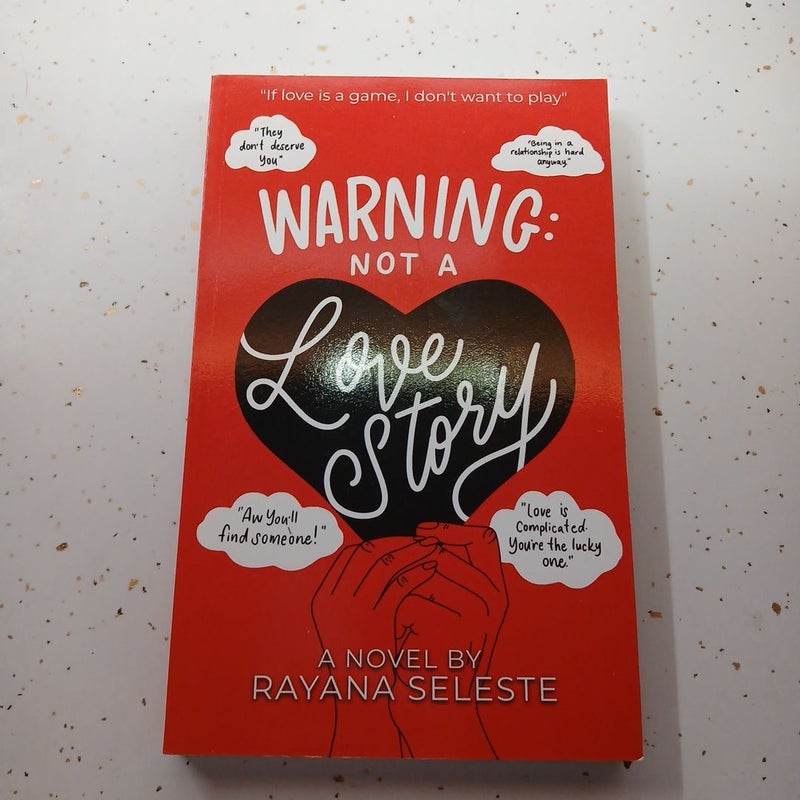 "If love is a game, I don't want to play"
"They
don't deserve
You"
"Being in a
relationship is hard
anyway."
WARNING:
NOT A
Love
Story
"Aw You'll
find someone!"
"Love is
Complicated.
You're the lucky
one."
A NOVEL BY
RAYANA SELESTE